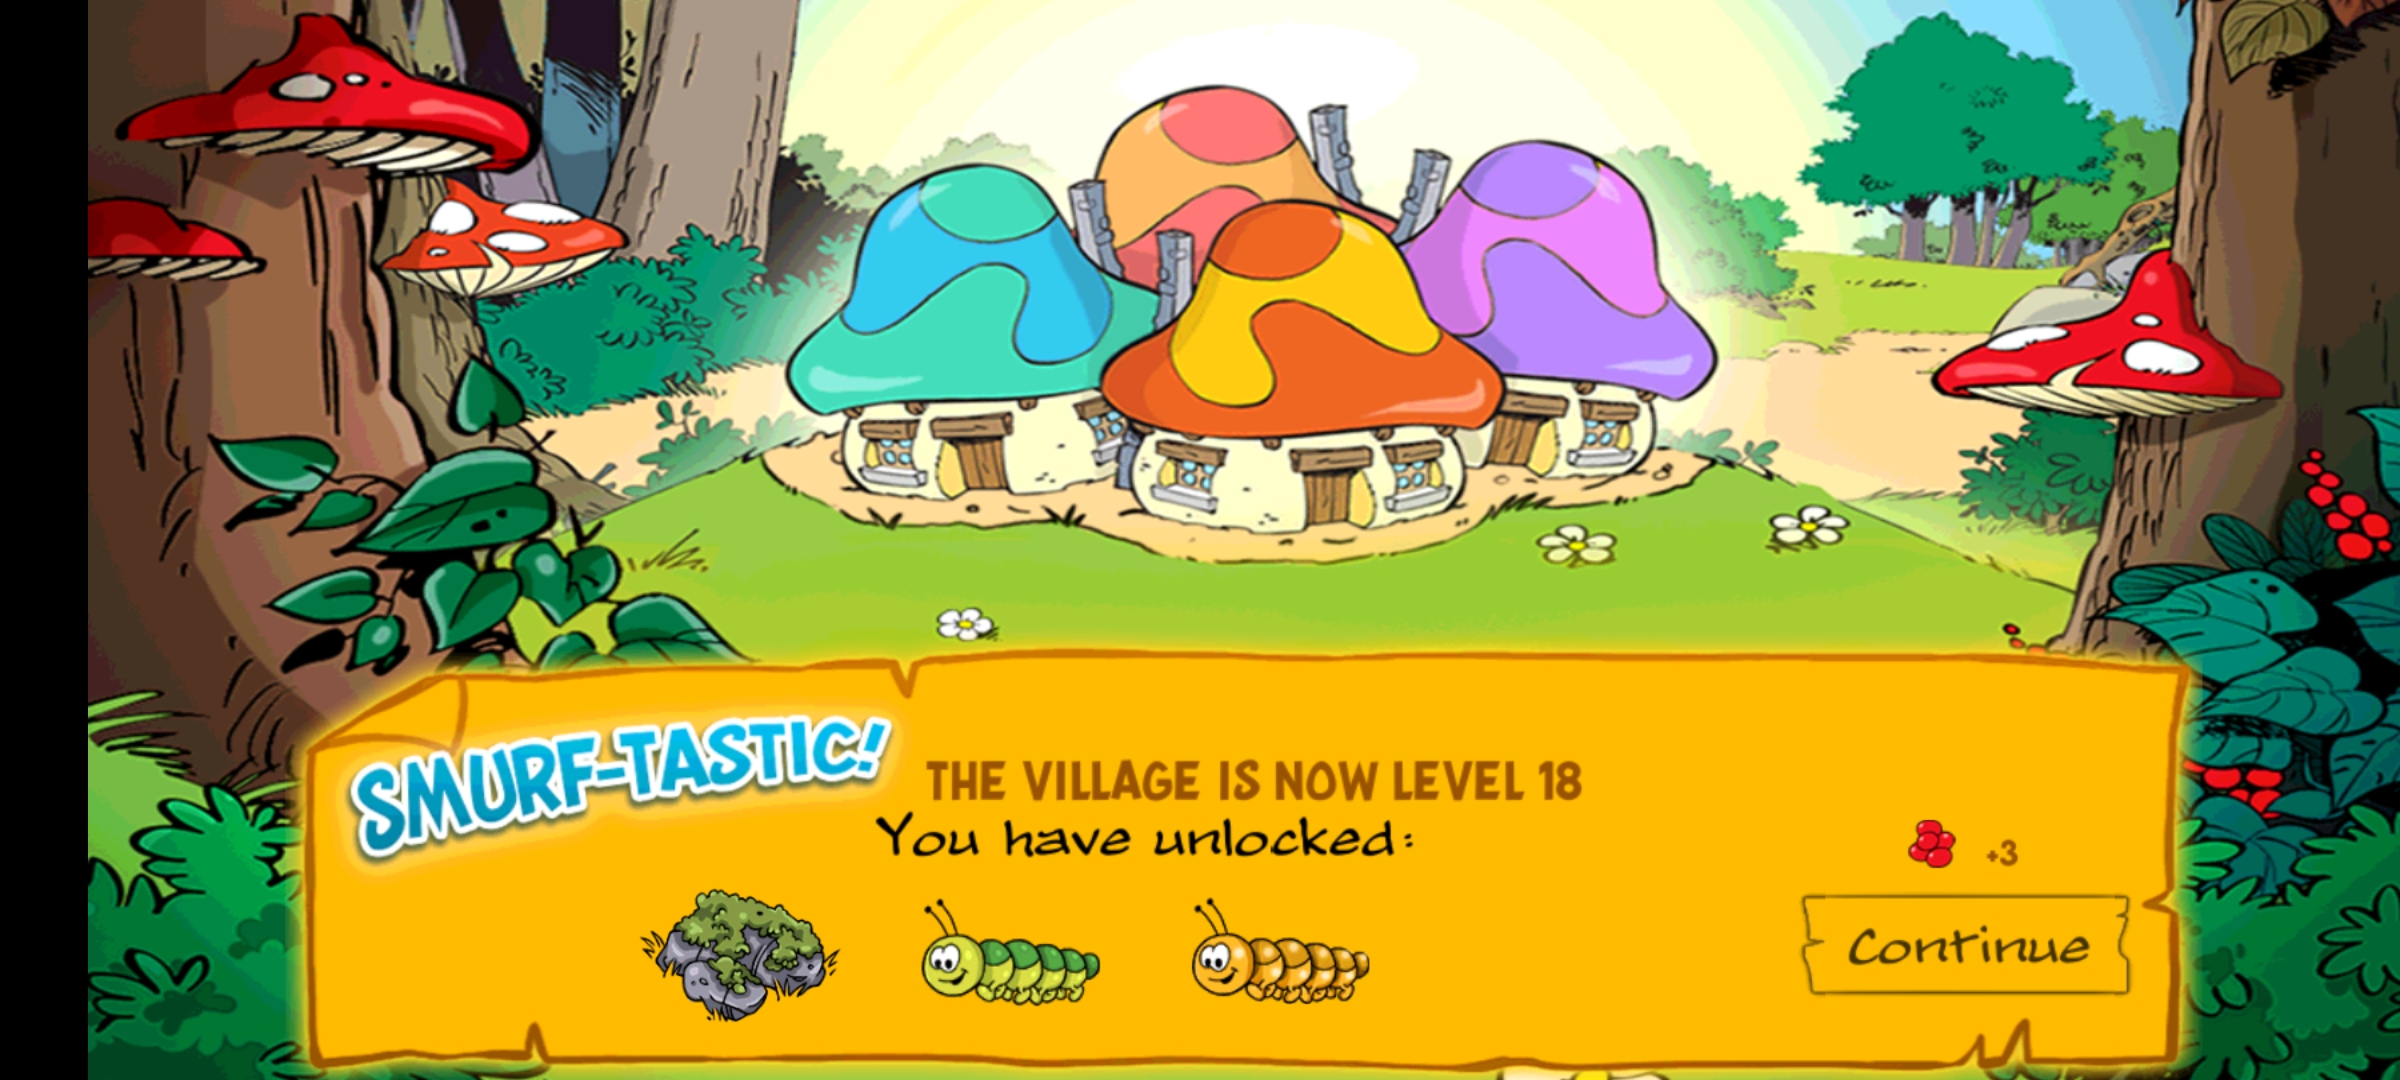 SMURF-TASTIC!
THE VILLAGE IS NOW LEVEL 18
You have unlocked:
+3
Continue